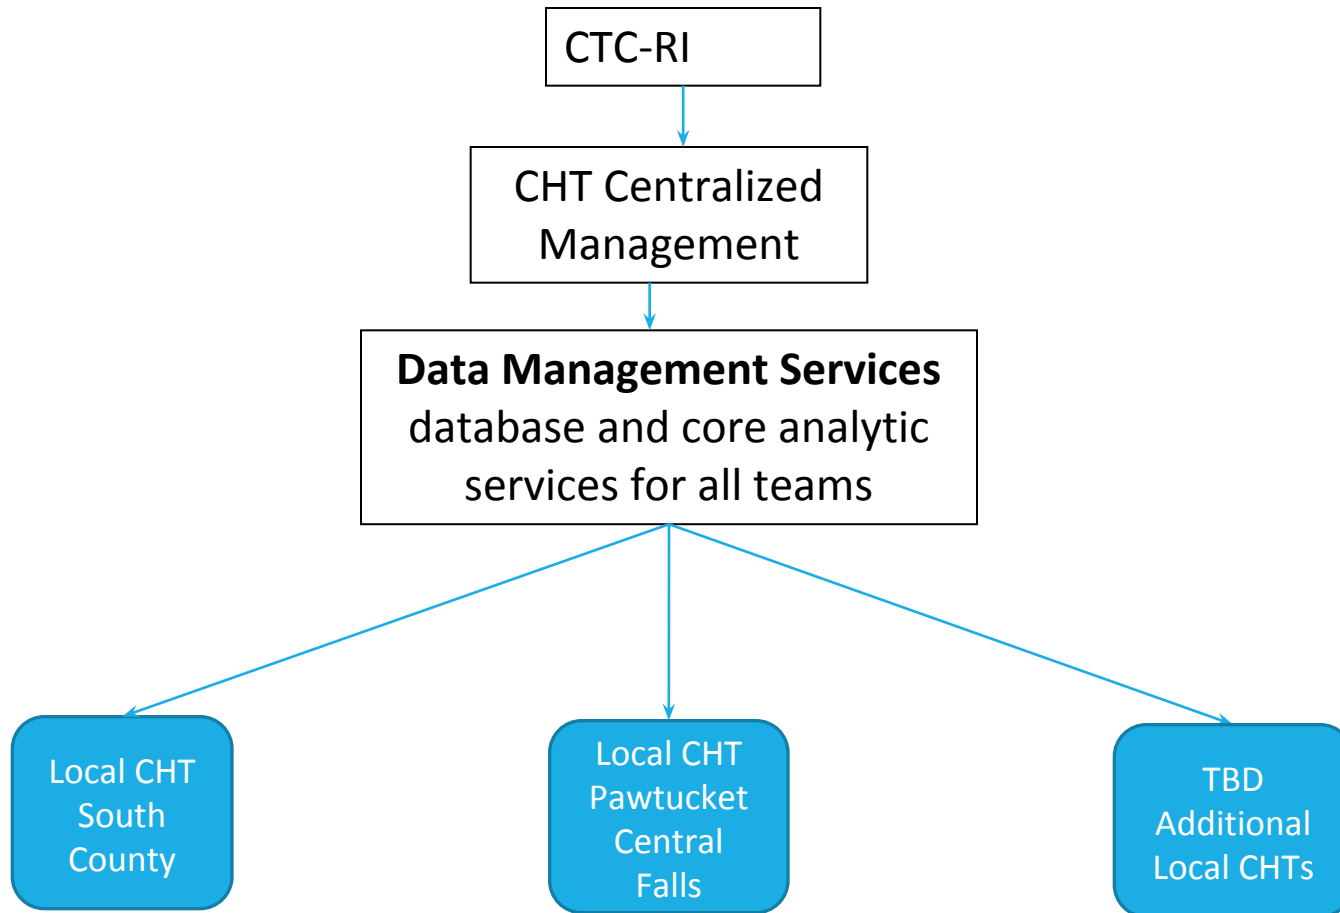 CTC-RI
CHT Centralized
Management
Data Management Services
database and core analytic
services for all teams
Local CHT
South
County
Local CHT
Pawtucket
Central
Falls
TBD
Additional
Local CHTs